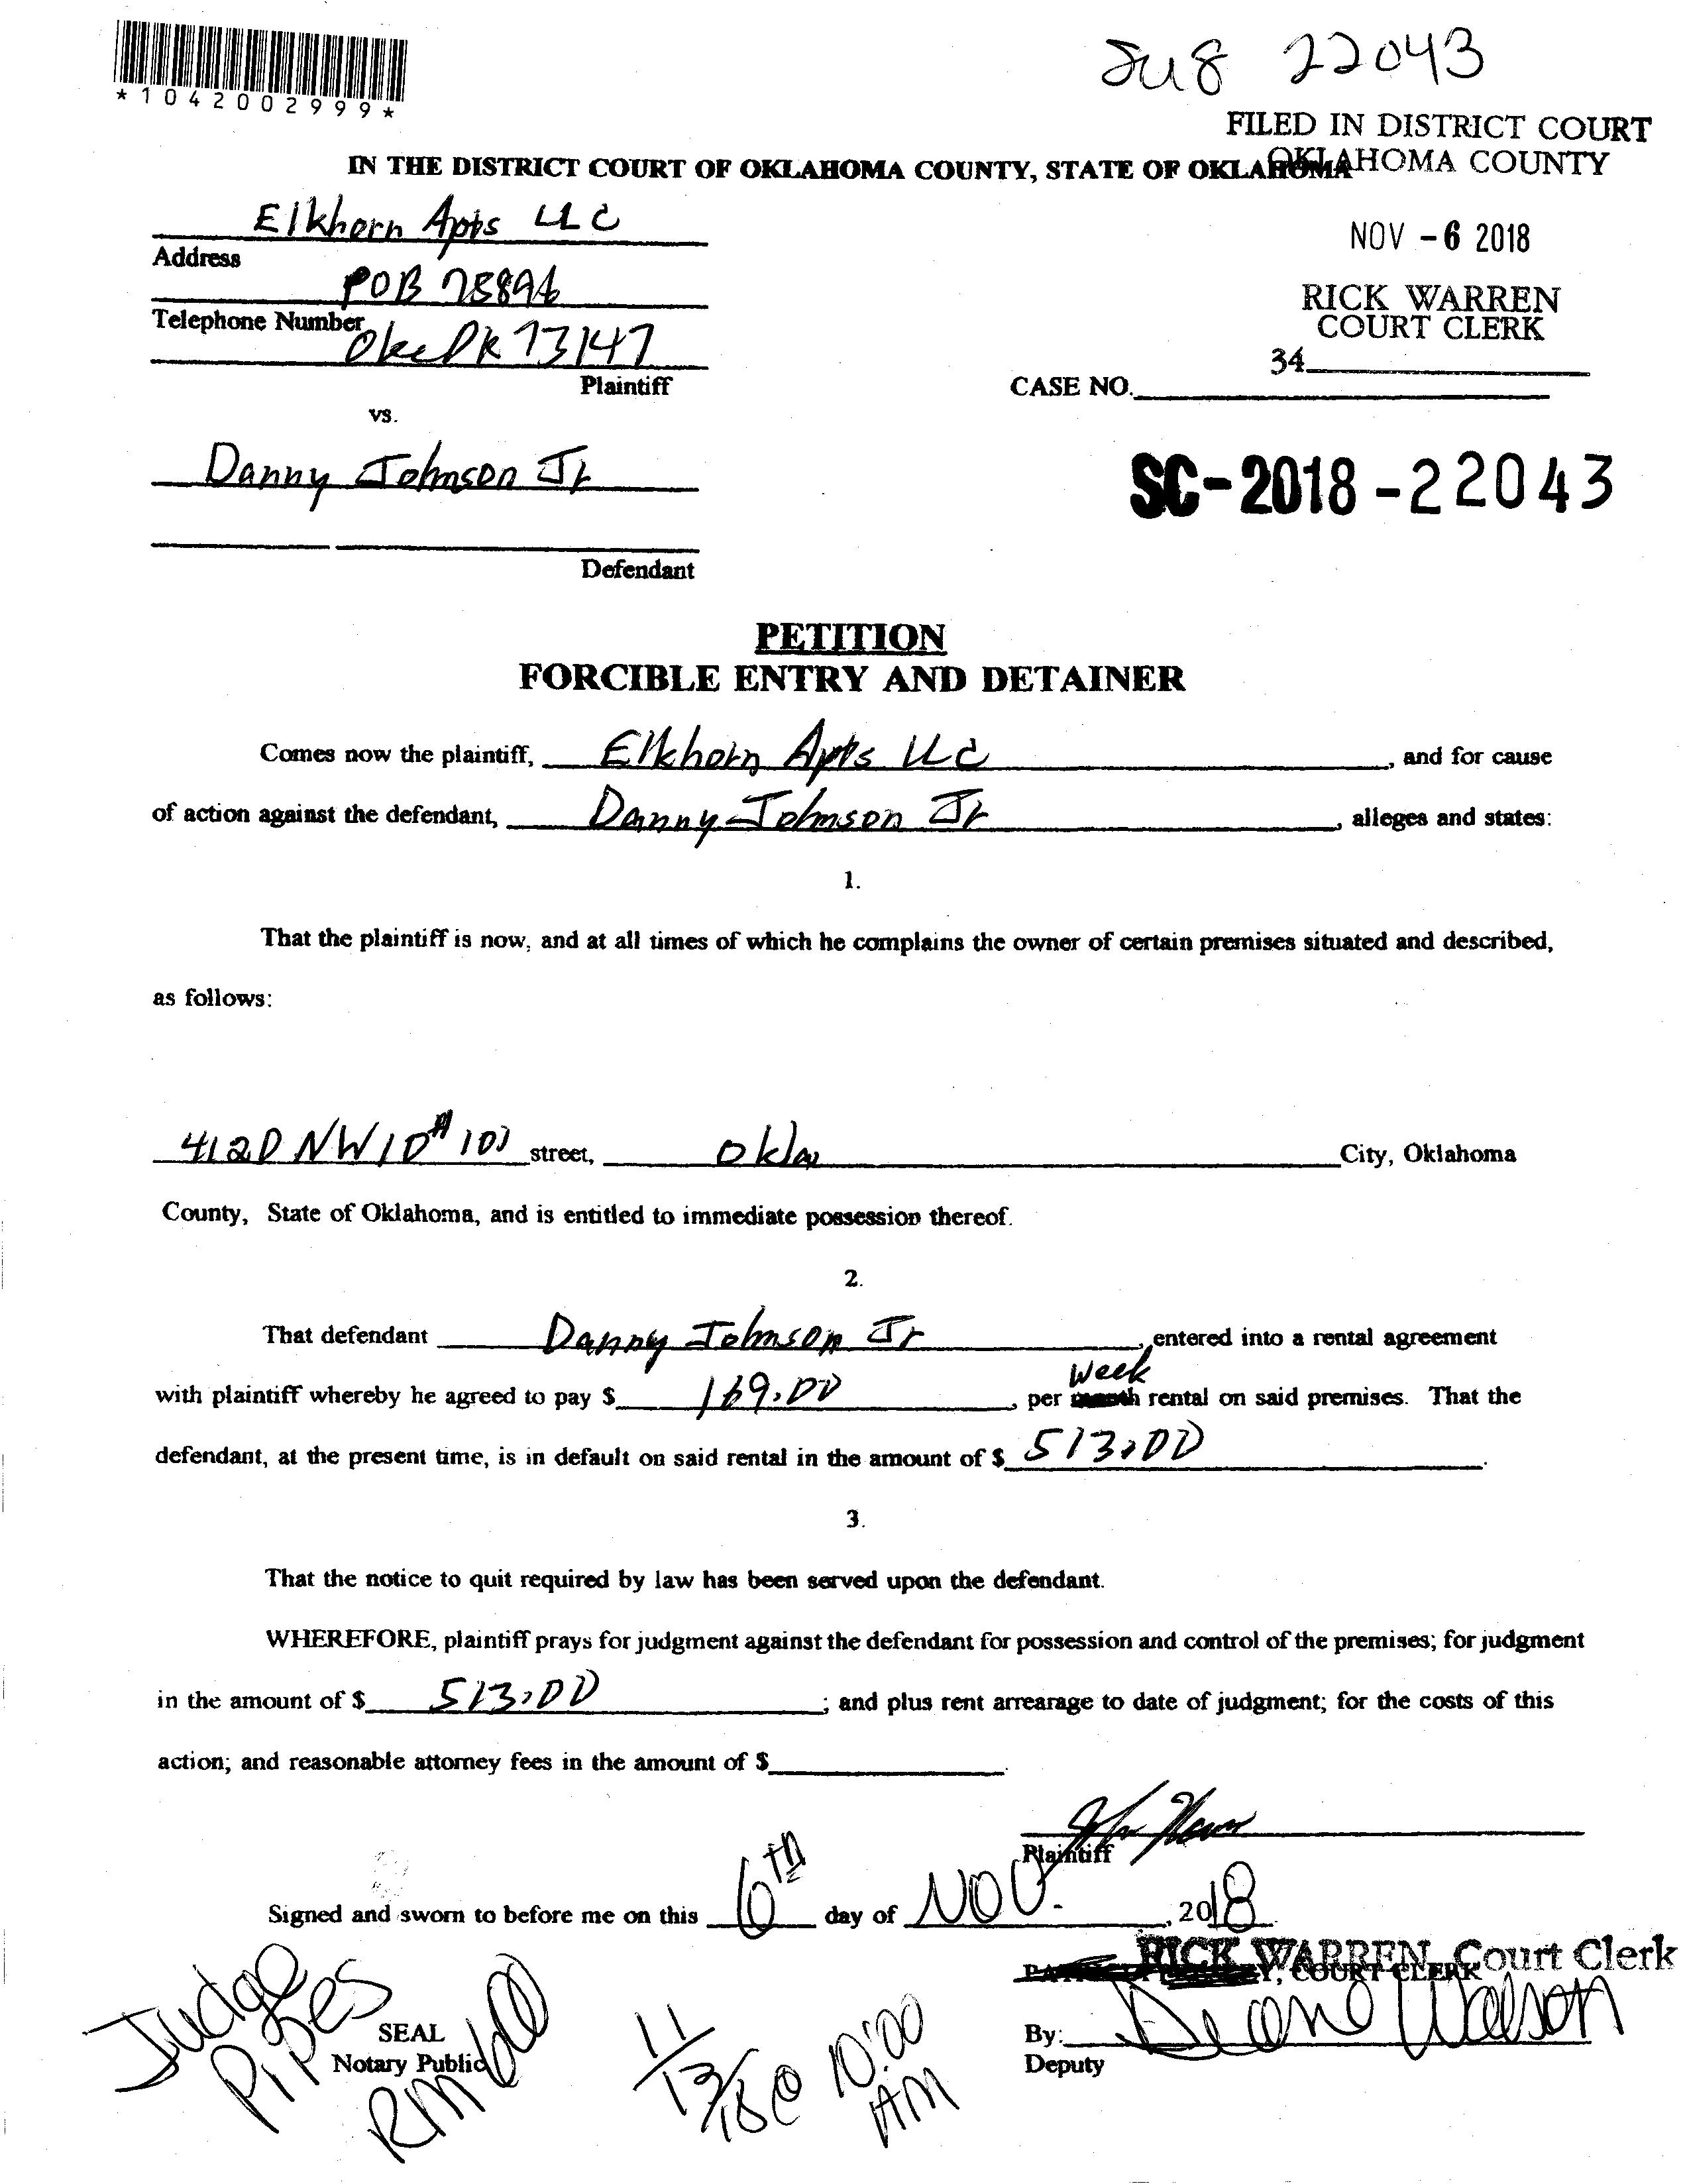 *1042002999*
22043
FILED IN DISTRICT COURT
OKLAHOMA COUNTY
IN THE DISTRICT COURT OF OKLAHOMA COUNTY, STATE OF OKLAHOMA
Elkhorn Apts LLC
NOV - 6 2018
Address
POB
RICK WARREN
COURT CLERK
Telephone Number
Okc Ok 73147
34
Plaintiff
CASE NO.
vs.
Danny Johnson Jr
SC-2018-22043
Defendant
PETITION
FORCIBLE ENTRY AND DETAINER
Comes now the plaintiff, Elkhorn Apts LLC, and for cause
of action against the defendant, Danny Johnson Jr, alleges and states:
1.
That the plaintiff is now, and at all times of which he complains the owner of certain premises situated and described,
as follows:
4120 NW 10 # 101 street, Okla City, Oklahoma
County, State of Oklahoma, and is entitled to immediate possession thereof.
2.
That defendant Danny Johnson Jr, entered into a rental agreement
Week
with plaintiff whereby he agreed to pay $ 169.00, per month rental on said premises. That the
defendant, at the present time, is in default on said rental in the amount of $ 513.00.
3.
That the notice to quit required by law has been served upon the defendant.
WHEREFORE, plaintiff prays for judgment against the defendant for possession and control of the premises; for judgment
in the amount of $ 513.00; and plus rent arrearage to date of judgment; for the costs of this
action; and reasonable attorney fees in the amount of $
Plaintiff
Signed and sworn to before me on this 6th day of Nov., 2018
RICK WARREN, Court Clerk
, COURT CLERK
Judge
Pipes
SEAL
Notary Public
11/13/18 @ 10:00
AM
By:
Deputy